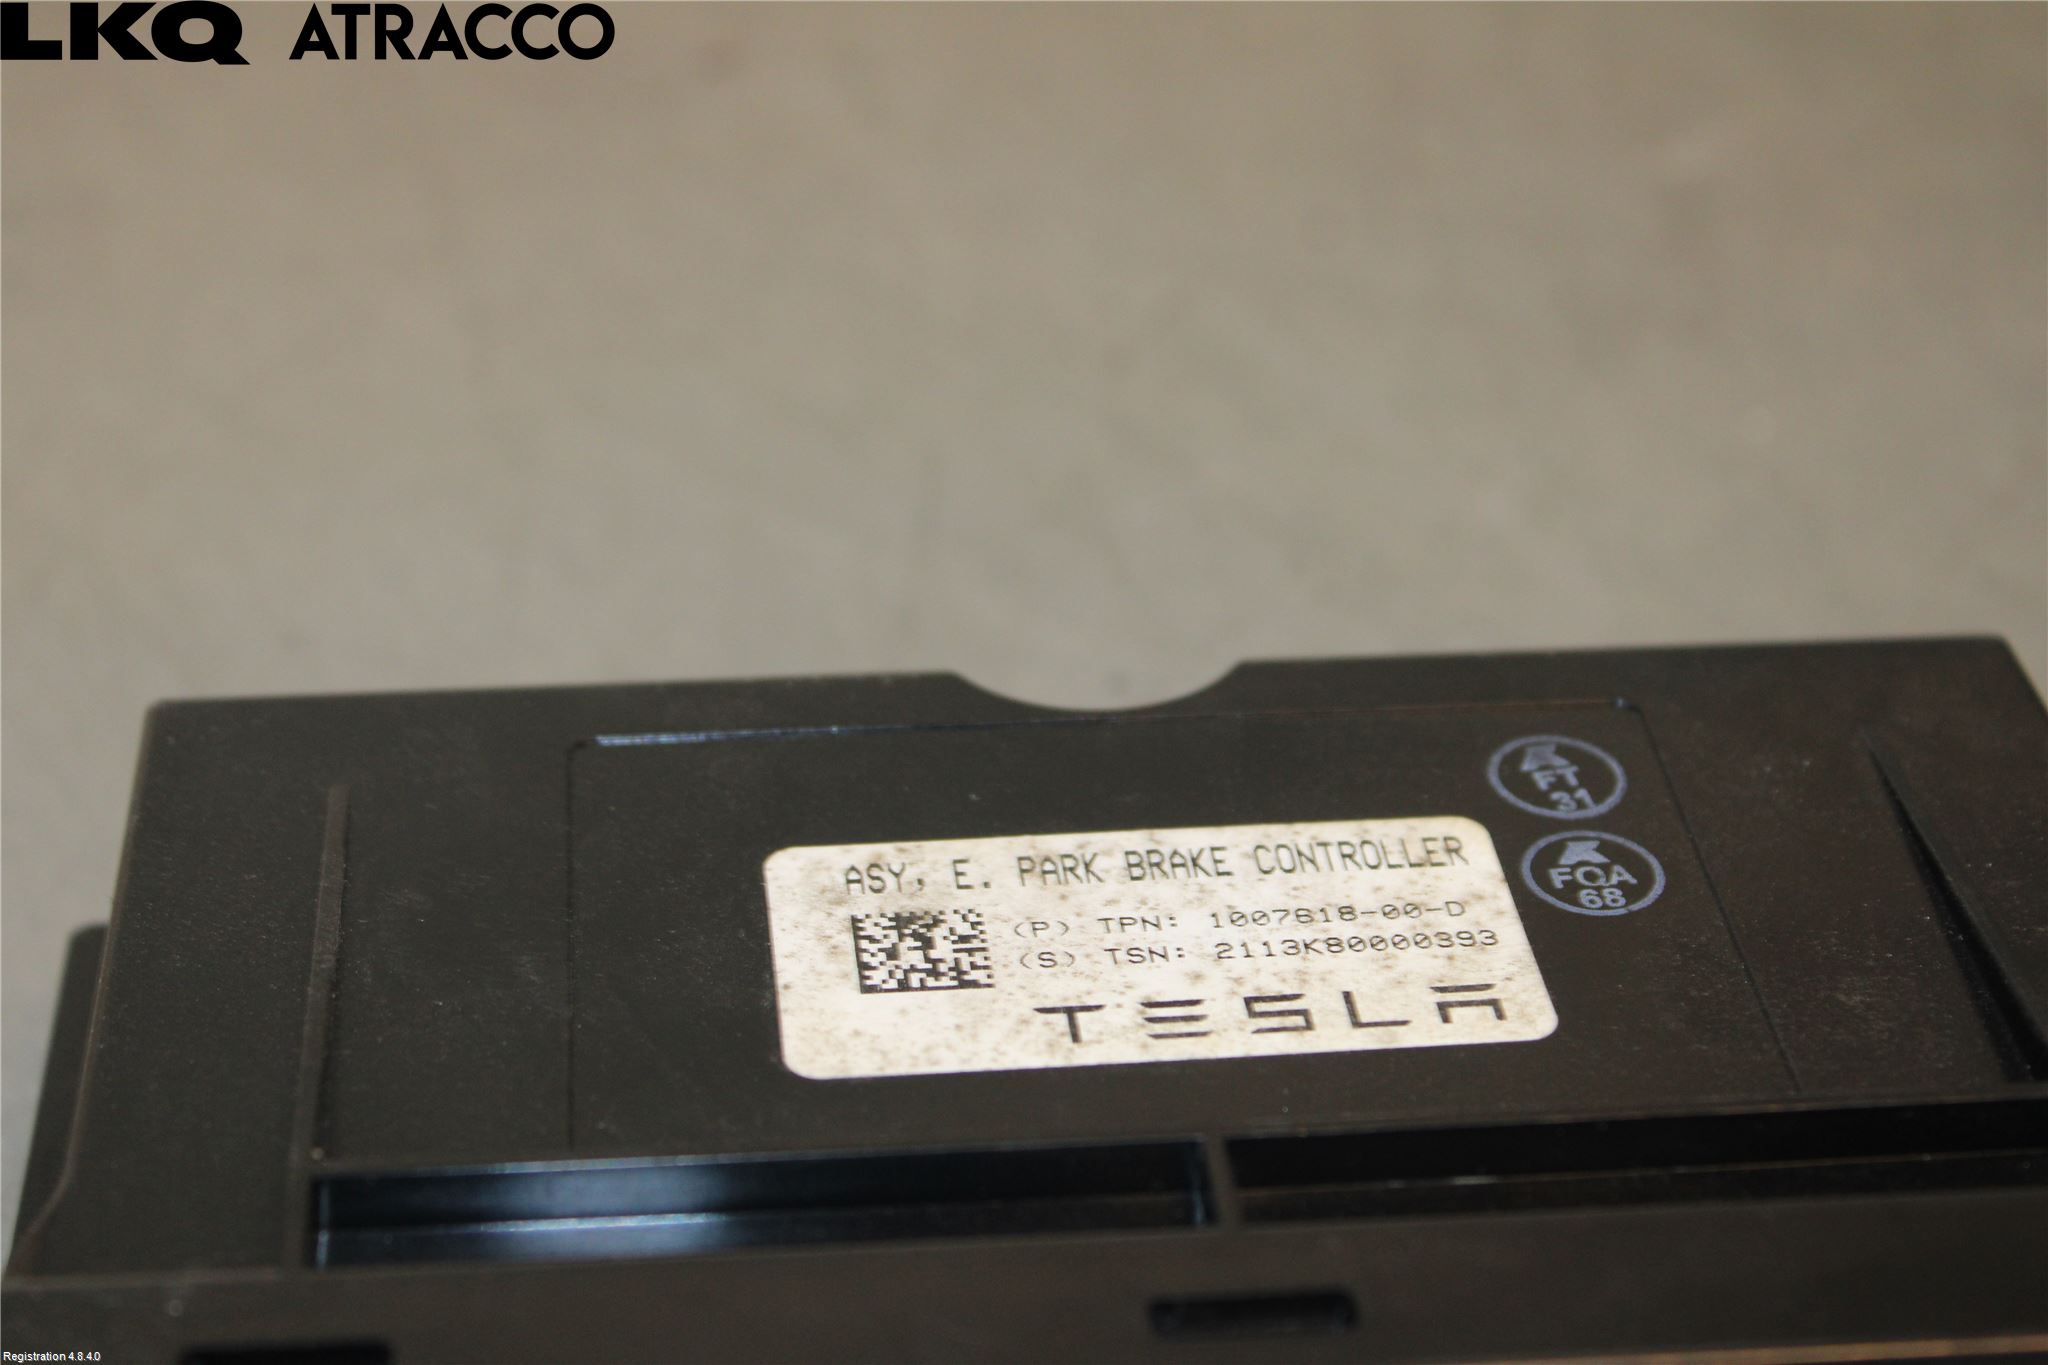 LKQ ATRACCO
FT
31
FQA
68
ASY, E. PARK BRAKE CONTROLLER
(P) TPN: 1007618-00-D
(S) TSN: 2113K80000393
TESLA
Registration 4.8.4.0